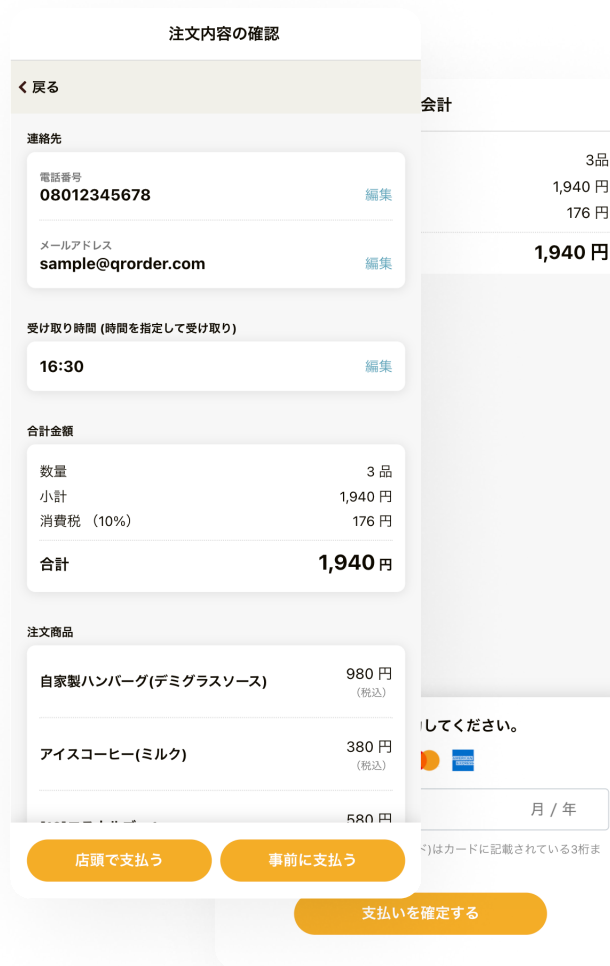 注文内容の確認
戻る
連絡先
電話番号
08012345678
編集
メールアドレス
sample@qrorder.com
編集
受け取り時間 (時間を指定して受け取り)
16:30
編集
合計金額
数量
3 品
小計
1,940 円
消費税 （10%）
176 円
合計
1,940 円
注文商品
自家製ハンバーグ(デミグラスソース)
980 円
(税込)
アイスコーヒー(ミルク)
380 円
(税込)
580 円
店頭で支払う
事前に支払う
会計
3品
1,940 円
176 円
1,940 円
してください。
月 / 年
ド)はカードに記載されている3桁ま
支払いを確定する